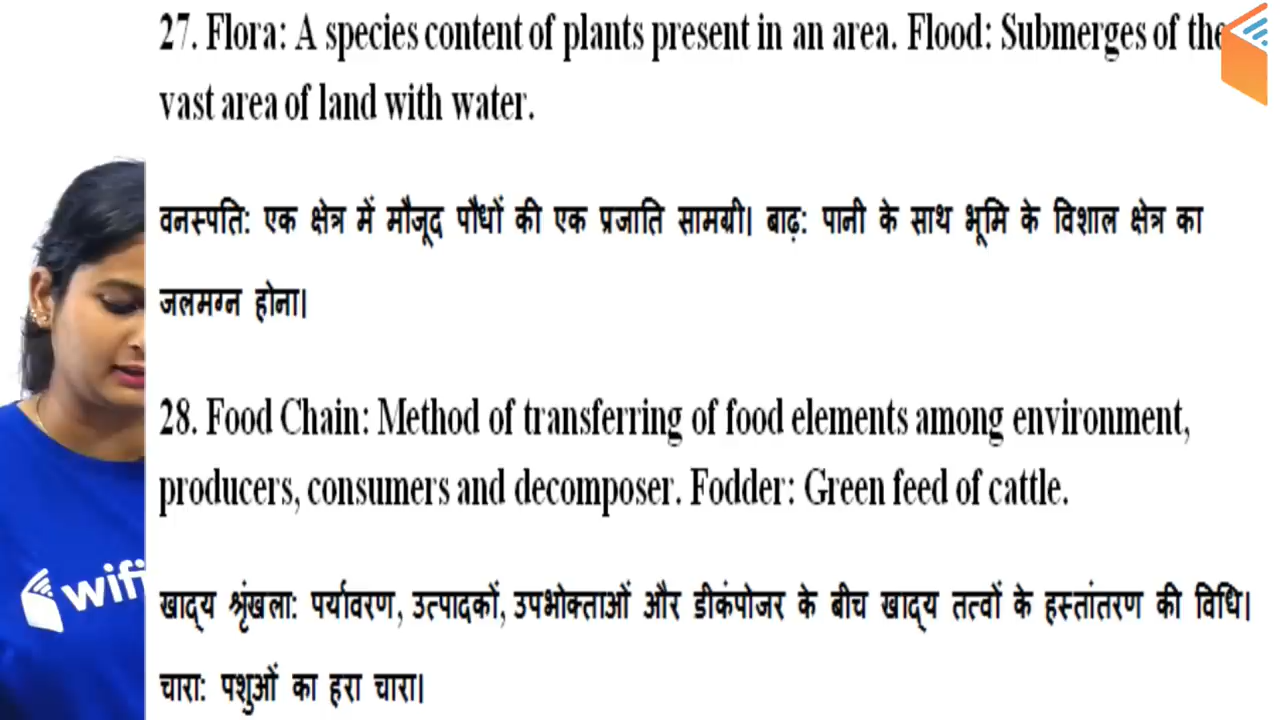 27. Flora: A species content of plants present in an area. Flood: Submerges of the
vast area of land with water.
वनस्पति: एक क्षेत्र में मौजूद पौधों की एक प्रजाति सामग्री। बाढ़: पानी के साथ भूमि के विशाल क्षेत्र का
जलमग्न होना।
28. Food Chain: Method of transferring of food elements among environment,
producers, consumers and decomposer. Fodder: Green feed of cattle.
wifi
खाद्य श्रृंखला: पर्यावरण, उत्पादकों, उपभोक्ताओं और डीकंपोजर के बीच खाद्य तत्वों के हस्तांतरण की विधि।
चारा: पशुओं का हरा चारा।